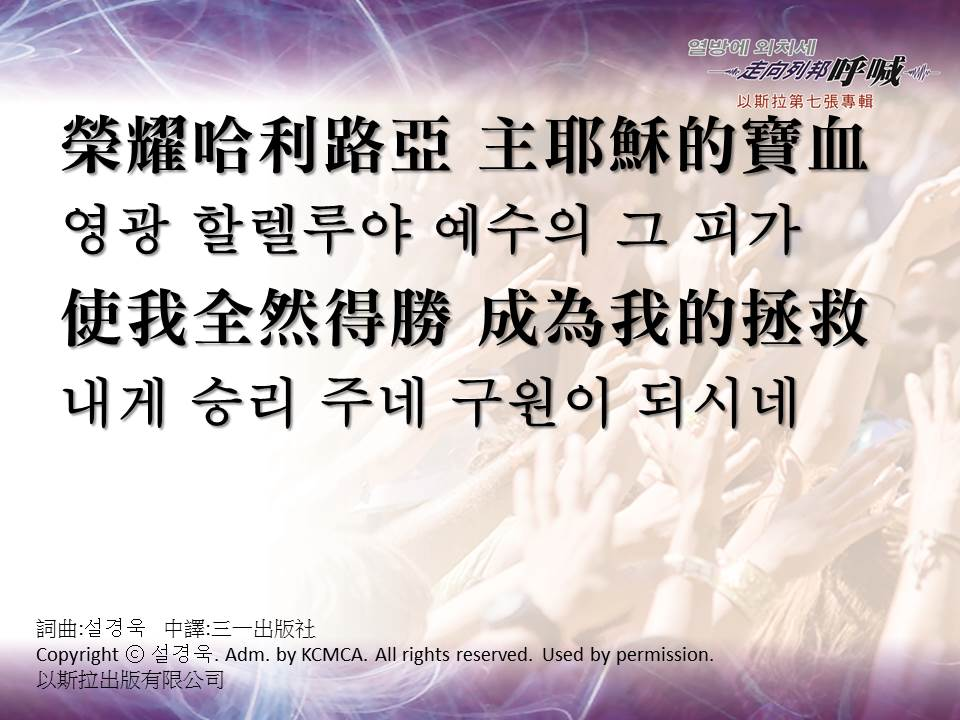 열방에 외치세
走向列邦呼喊
以斯拉第七張專輯
榮耀哈利路亞 主耶穌的寶血
영광 할렐루야 예수의 그 피가
使我全然得勝 成為我的拯救
내게 승리 주네 구원이 되시네
詞曲:설경욱 中譯:三一出版社
Copyright ⓒ 설경욱. Adm. by KCMCA. All rights reserved. Used by permission.
以斯拉出版有限公司